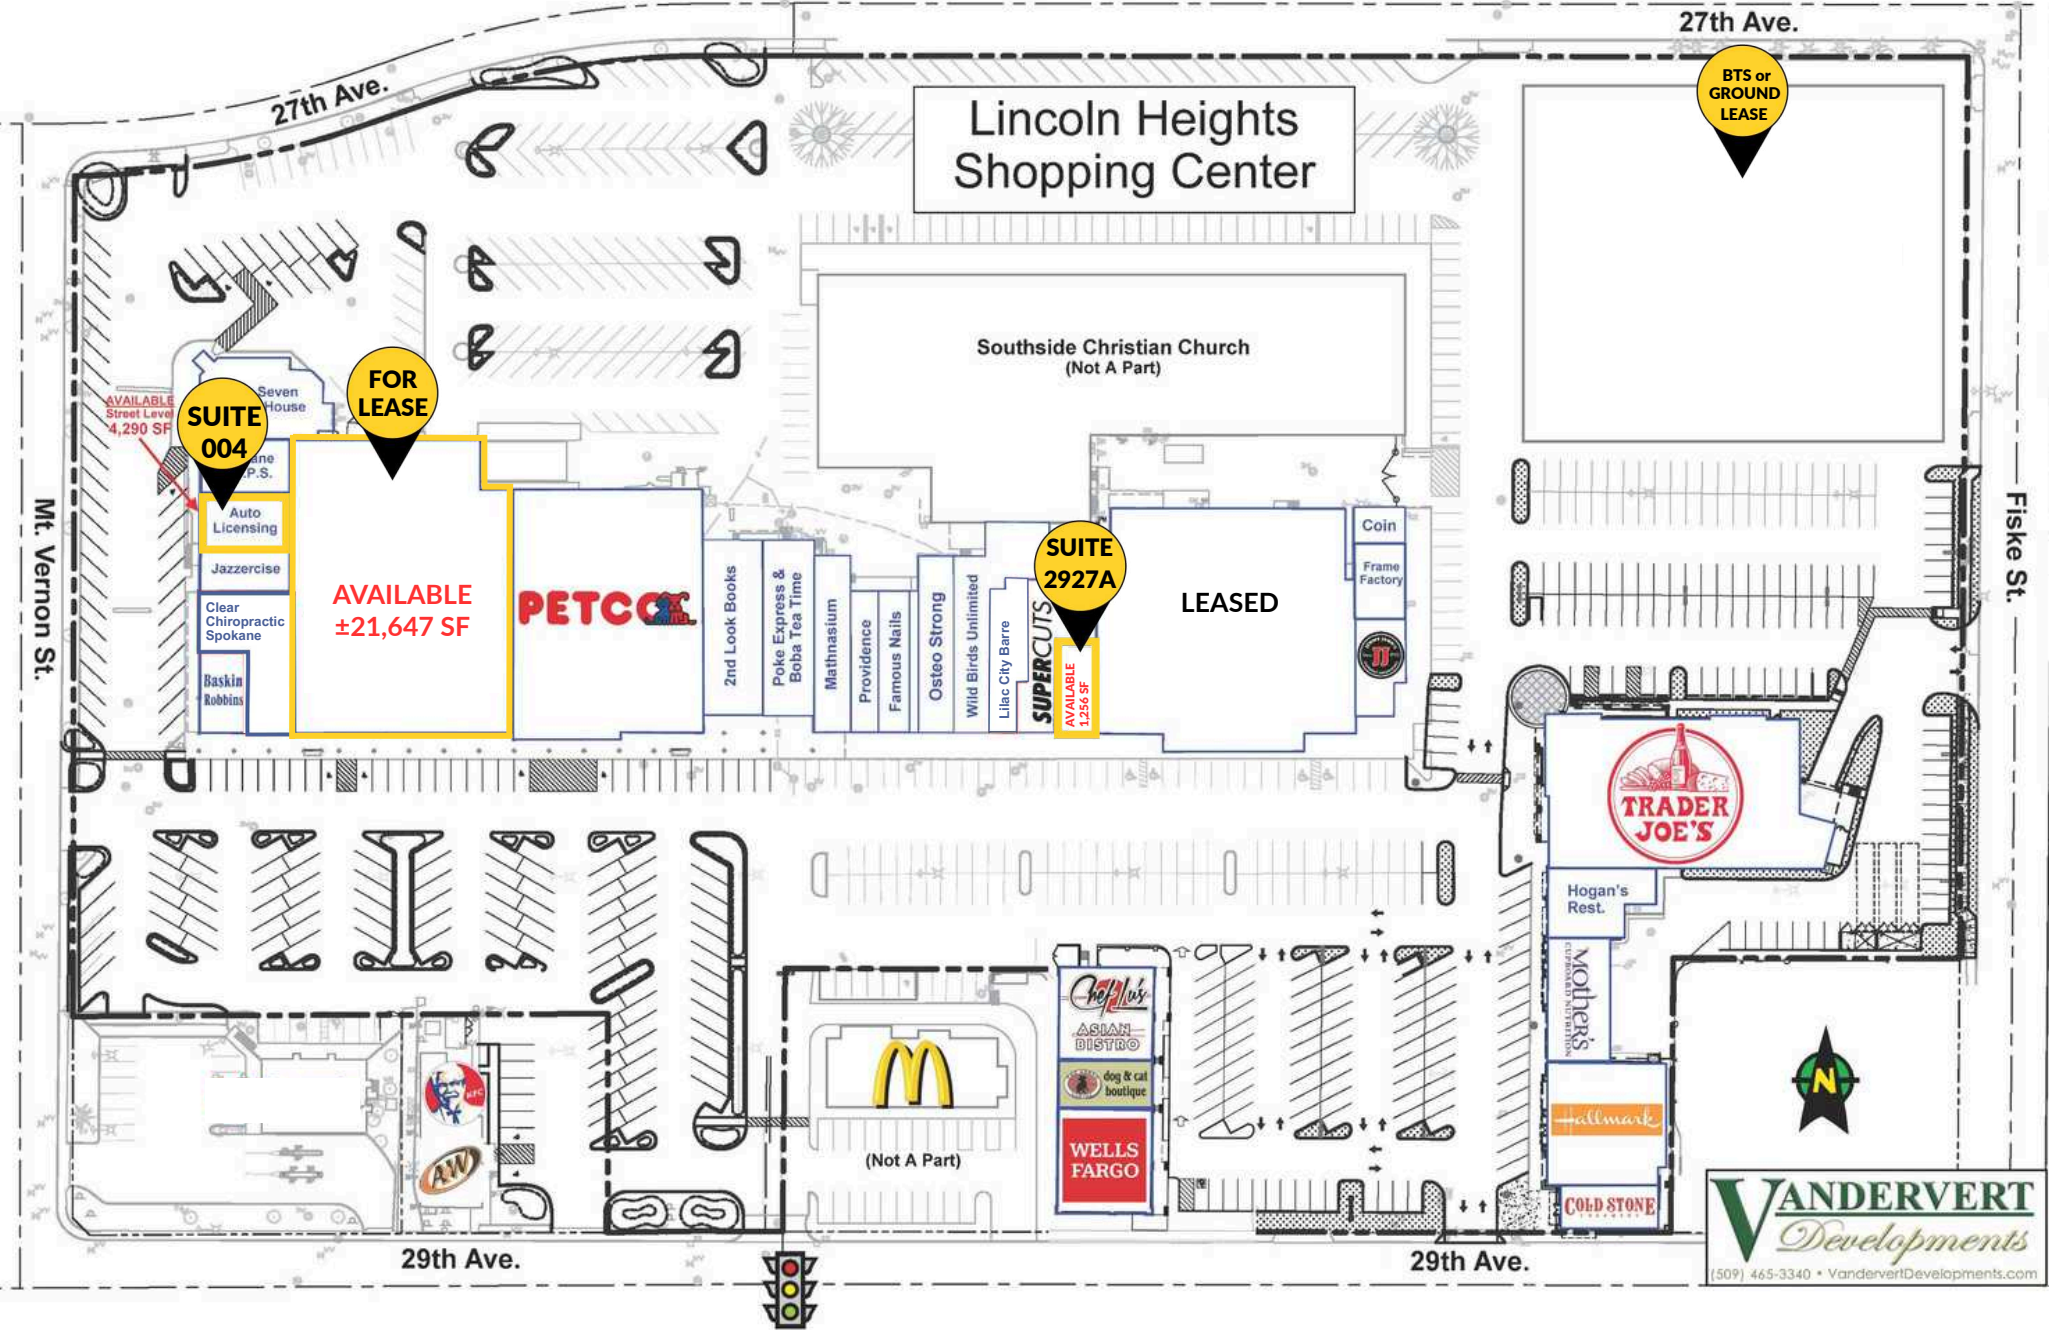 27th Ave.
27th Ave.
BTS or
GROUND
LEASE
Lincoln Heights
Shopping Center
Southside Christian Church
(Not A Part)
Seven
House
FOR
LEASE
AVAILABLE
Street Level
4,290 SF
SUITE
004
ane
.P.S.
Auto
Licensing
Jazzercise
Clear
Chiropractic
Spokane
Baskin
Robbins
AVAILABLE
±21,647 SF
PETCO
2nd Look Books
Poke Express &
Boba Tea Time
Mathnasium
Providence
Famous Nails
Osteo Strong
Wild Birds Unlimited
Lilac City Barre
SUPERCUTS
SUITE
2927A
AVAILABLE
1,256 SF
LEASED
Coin
Frame
Factory
JJ
Mt. Vernon St.
Fiske St.
TRADER
JOE'S
Hogan's
Rest.
MOTHER'S
CUPBOARD NUTRITION
Hallmark
COLD STONE
Chef Lu's
ASIAN
BISTRO
dog & cat
boutique
WELLS
FARGO
(Not A Part)
KFC
A&W
N
29th Ave.
29th Ave.
VANDERVERT
Developments
(509) 465-3340 • VandervertDevelopments.com